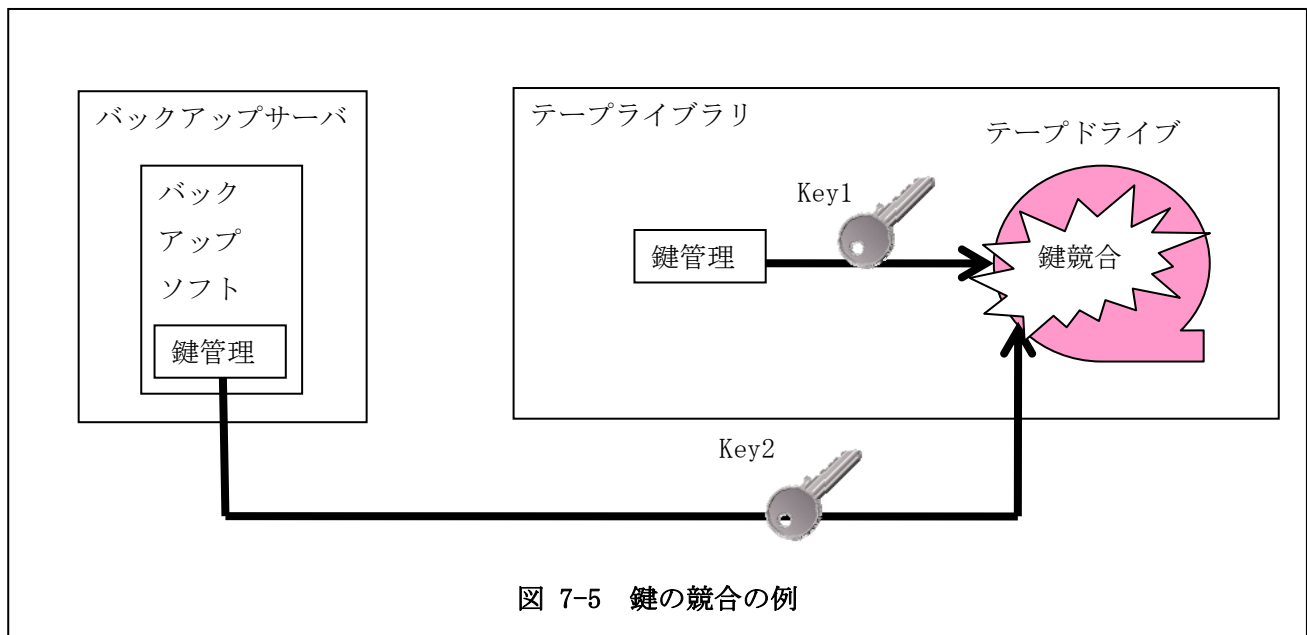 バックアップサーバ
バック
アップ
ソフト
鍵管理
テープライブラリ
テープドライブ
Key1
鍵管理
鍵競合
Key2
図 7-5 鍵の競合の例